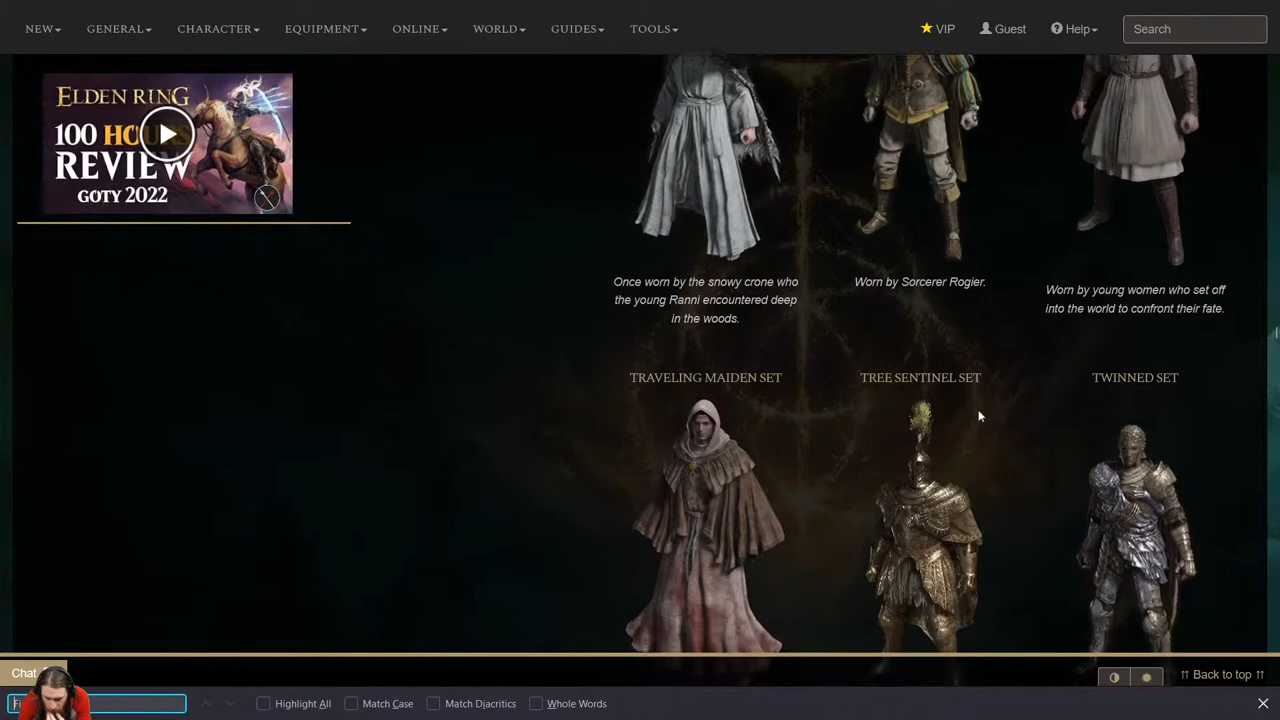 NEW GENERAL CHARACTER EQUIPMENT ONLINE WORLD GUIDES TOOLS VIP Guest Help Search
ELDEN RING
100 HOURS
REVIEW
GOTY 2022
Once worn by the snowy crone who
the young Ranni encountered deep
in the woods.
Worn by Sorcerer Rogier.
Worn by young women who set off
into the world to confront their fate.
TRAVELING MAIDEN SET TREE SENTINEL SET TWINNED SET
Chat
Back to top
Highlight All Match Case Match Diacritics Whole Words